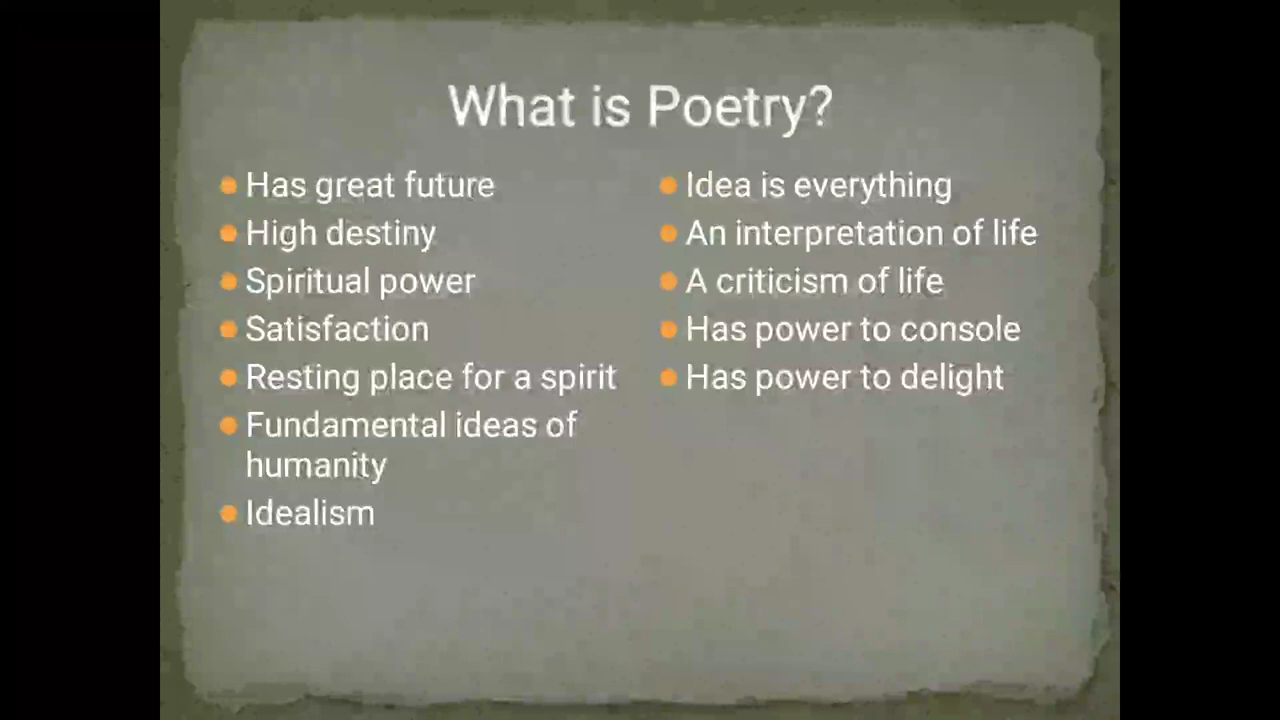 What is Poetry?
Has great future
High destiny
Spiritual power
Satisfaction
Resting place for a spirit
Fundamental ideas of
humanity
Idealism
Idea is everything
An interpretation of life
A criticism of life
Has power to console
Has power to delight